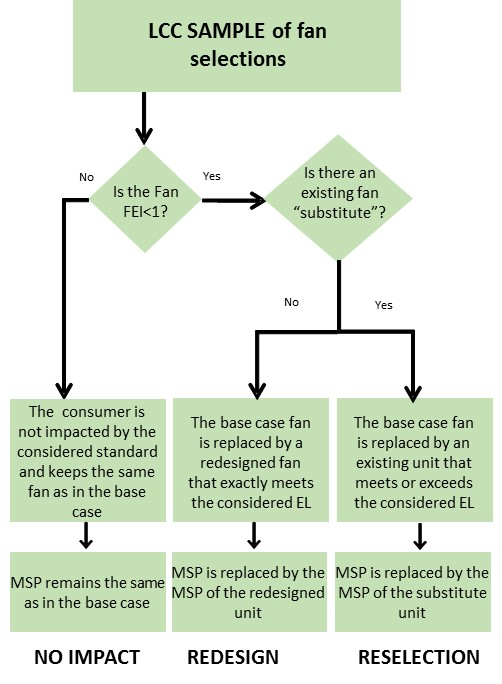 LCC SAMPLE of fan
selections
No
Is the Fan
FEI<1?
Yes
Is there an
existing fan
“substitute”?
No
Yes
The consumer is
not impacted by the
considered standard
and keeps the same
fan as in the base
case
The base case fan
is replaced by a
redesigned fan
that exactly meets
the considered EL
The base case fan
is replaced by an
existing unit that
meets or exceeds
the considered EL
MSP remains the same
as in the base case
MSP is replaced by the
MSP of the redesigned
unit
MSP is replaced by the
MSP of the substitute
unit
NO IMPACT
REDESIGN
RESELECTION